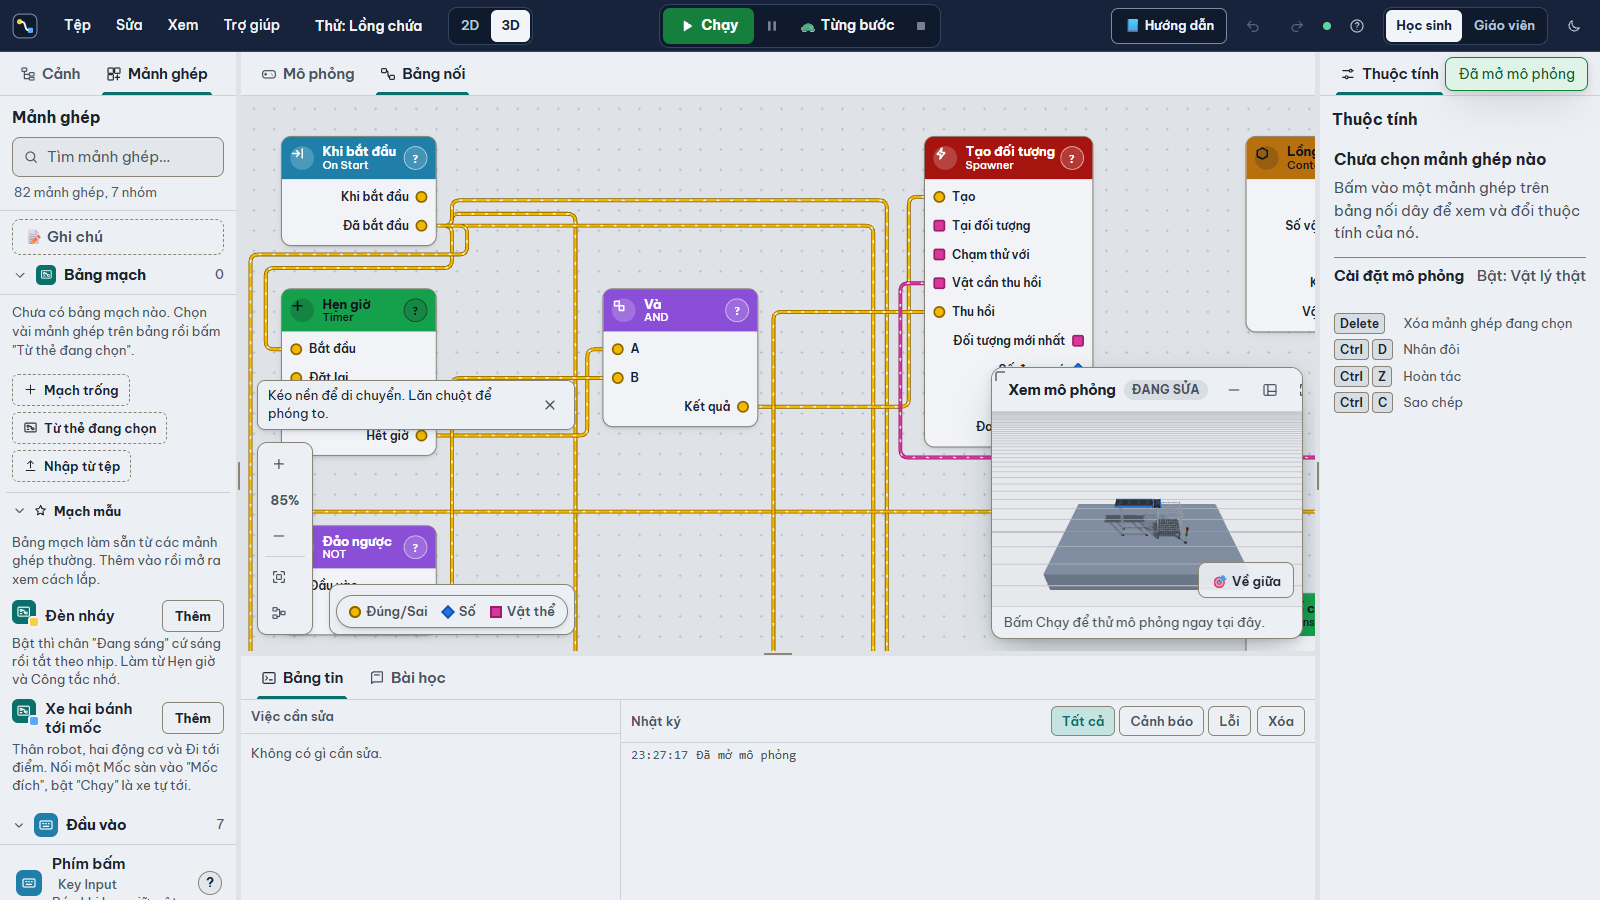 Tệp
Sửa
Xem
Trợ giúp
Thử: Lồng chứa
2D
3D
Chạy
Từng bước
Hướng dẫn
Học sinh
Giáo viên
Cảnh
Mảnh ghép
Mô phỏng
Bảng nối
Thuộc tính
Đã mở mô phỏng
Mảnh ghép
Tìm mảnh ghép...
82 mảnh ghép, 7 nhóm
Ghi chú
Bảng mạch
0
Chưa có bảng mạch nào. Chọn
vài mảnh ghép trên bảng rồi bấm
"Từ thẻ đang chọn".
Mạch trống
Từ thẻ đang chọn
Nhập từ tệp
Mạch mẫu
Bảng mạch làm sẵn từ các mảnh
ghép thường. Thêm vào rồi mở ra
xem cách lắp.
Đèn nháy
Thêm
Bật thì chân "Đang sáng" cứ sáng
rồi tắt theo nhịp. Làm từ Hẹn giờ
và Công tắc nhớ.
Xe hai bánh
tới mốc
Thêm
Thân robot, hai động cơ và Đi tới
điểm. Nối một Mốc sàn vào "Mốc
đích", bật "Chạy" là xe tự tới.
Đầu vào
7
Phím bấm
Key Input
?
Khi bắt đầu
On Start
?
Khi bắt đầu
Đã bắt đầu
Hẹn giờ
Timer
?
Bắt đầu
Đặt lại
Hết giờ
Kéo nền để di chuyển. Lăn chuột để
phóng to.
85%
Đảo ngược
NOT
?
Đầu vào
Đúng/Sai
Số
Vật thể
Và
AND
?
A
B
Kết quả
Tạo đối tượng
Spawner
?
Tạo
Tại đối tượng
Chạm thử với
Vật cần thu hồi
Thu hồi
Đối tượng mới nhất
Xem mô phỏng
ĐANG SỬA
Về giữa
Bấm Chạy để thử mô phỏng ngay tại đây.
Bảng tin
Bài học
Việc cần sửa
Không có gì cần sửa.
Nhật ký
Tất cả
Cảnh báo
Lỗi
Xóa
23:27:17 Đã mở mô phỏng
Thuộc tính
Chưa chọn mảnh ghép nào
Bấm vào một mảnh ghép trên
bảng nối dây để xem và đổi thuộc
tính của nó.
Cài đặt mô phỏng
Bật: Vật lý thật
Delete
Xóa mảnh ghép đang chọn
Ctrl D
Nhân đôi
Ctrl Z
Hoàn tác
Ctrl C
Sao chép